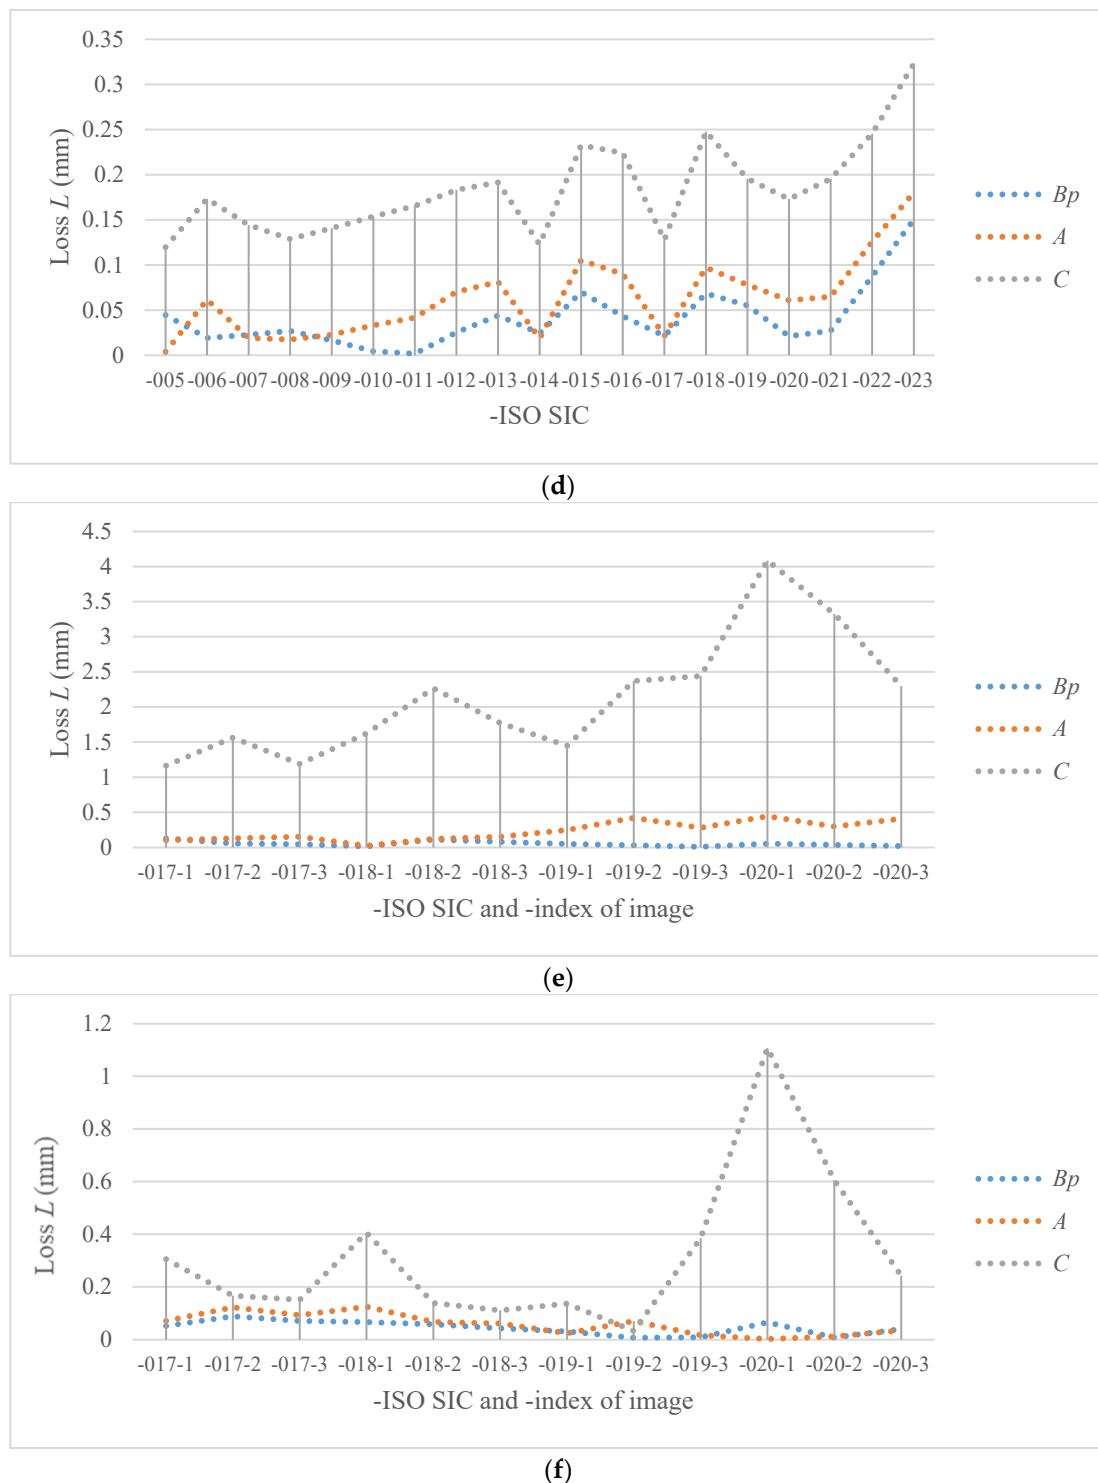 0.35
0.3
0.25
0.2
0.15
0.1
0.05
0
Loss L (mm)
-005 -006 -007 -008 -009 -010 -011 -012 -013 -014 -015 -016 -017 -018 -019 -020 -021 -022 -023
-ISO SIC
Bp
A
C
(d)
4.5
4
3.5
3
2.5
2
1.5
1
0.5
0
Loss L (mm)
-017-1 -017-2 -017-3 -018-1 -018-2 -018-3 -019-1 -019-2 -019-3 -020-1 -020-2 -020-3
-ISO SIC and -index of image
Bp
A
C
(e)
1.2
1
0.8
0.6
0.4
0.2
0
Loss L (mm)
-017-1 -017-2 -017-3 -018-1 -018-2 -018-3 -019-1 -019-2 -019-3 -020-1 -020-2 -020-3
-ISO SIC and -index of image
Bp
A
C
(f)